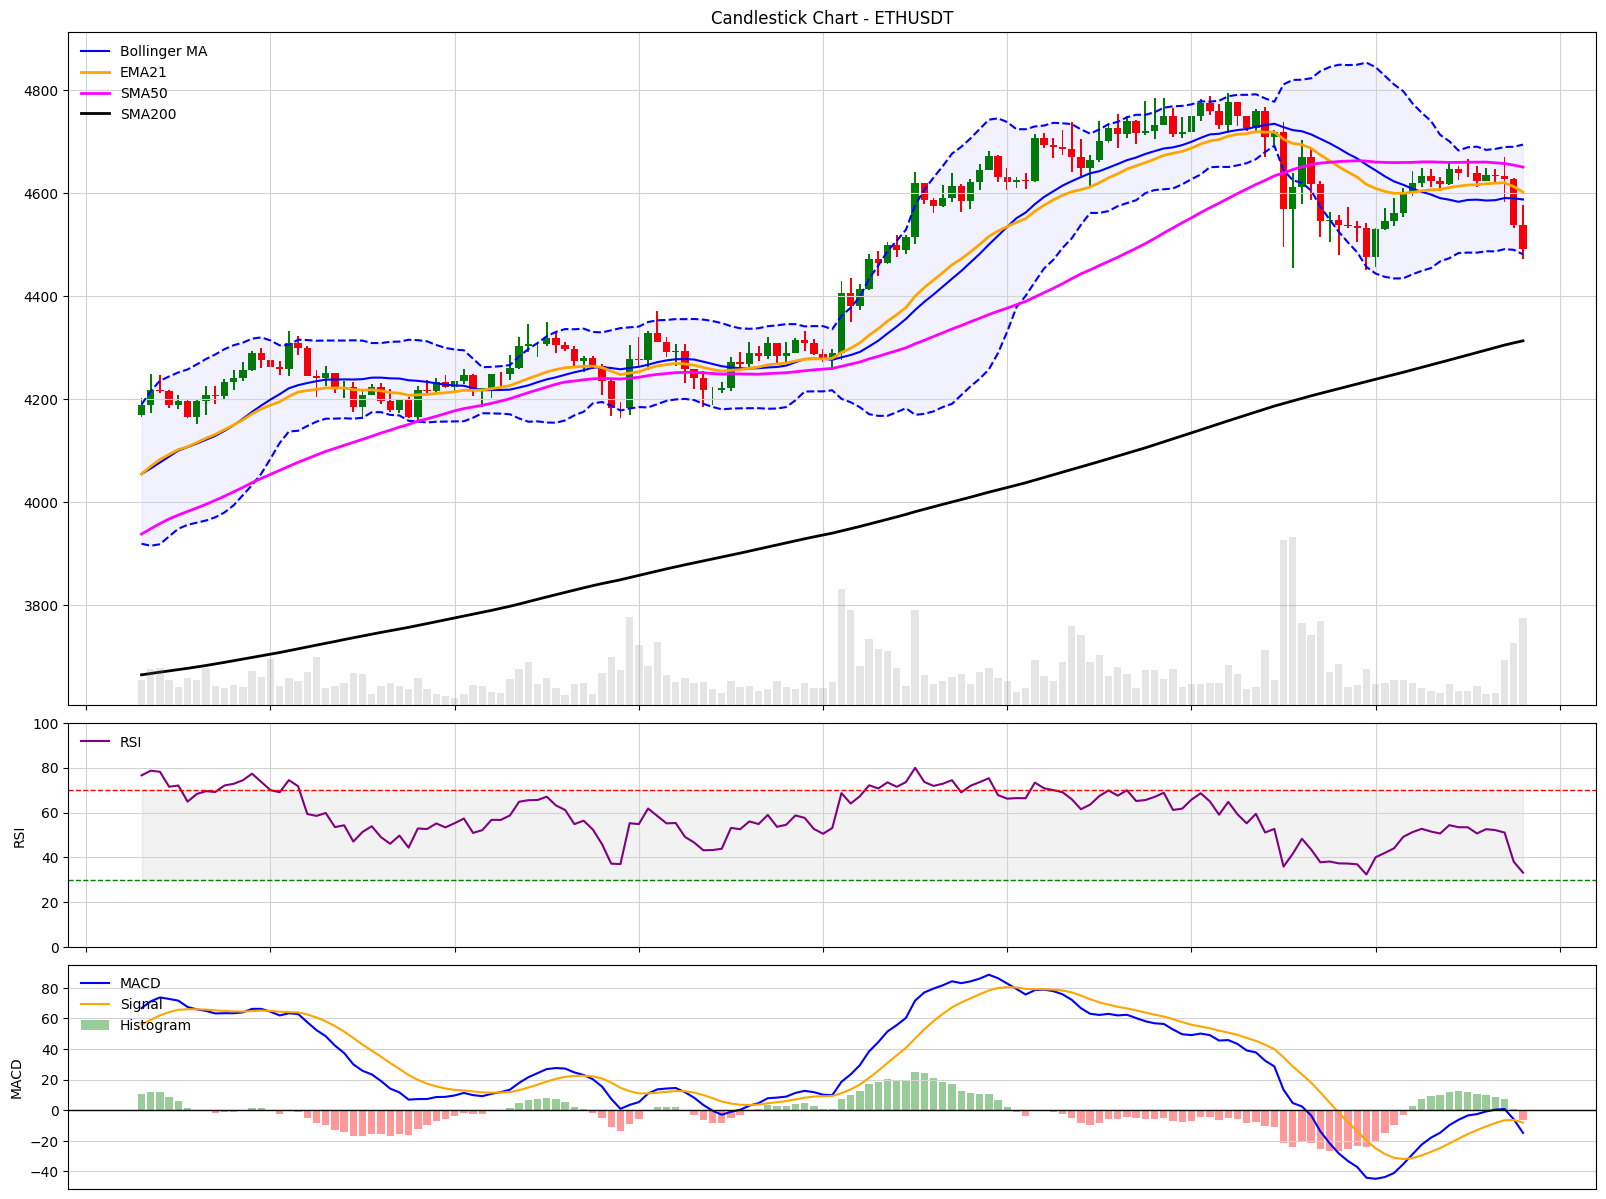 Candlestick Chart - ETHUSDT
Bollinger MA
EMA21
SMA50
SMA200
4800
4600
4400
4200
4000
3800
RSI
100
80
60
40
20
0
RSI
MACD
Signal
Histogram
80
60
40
20
0
−20
−40
MACD